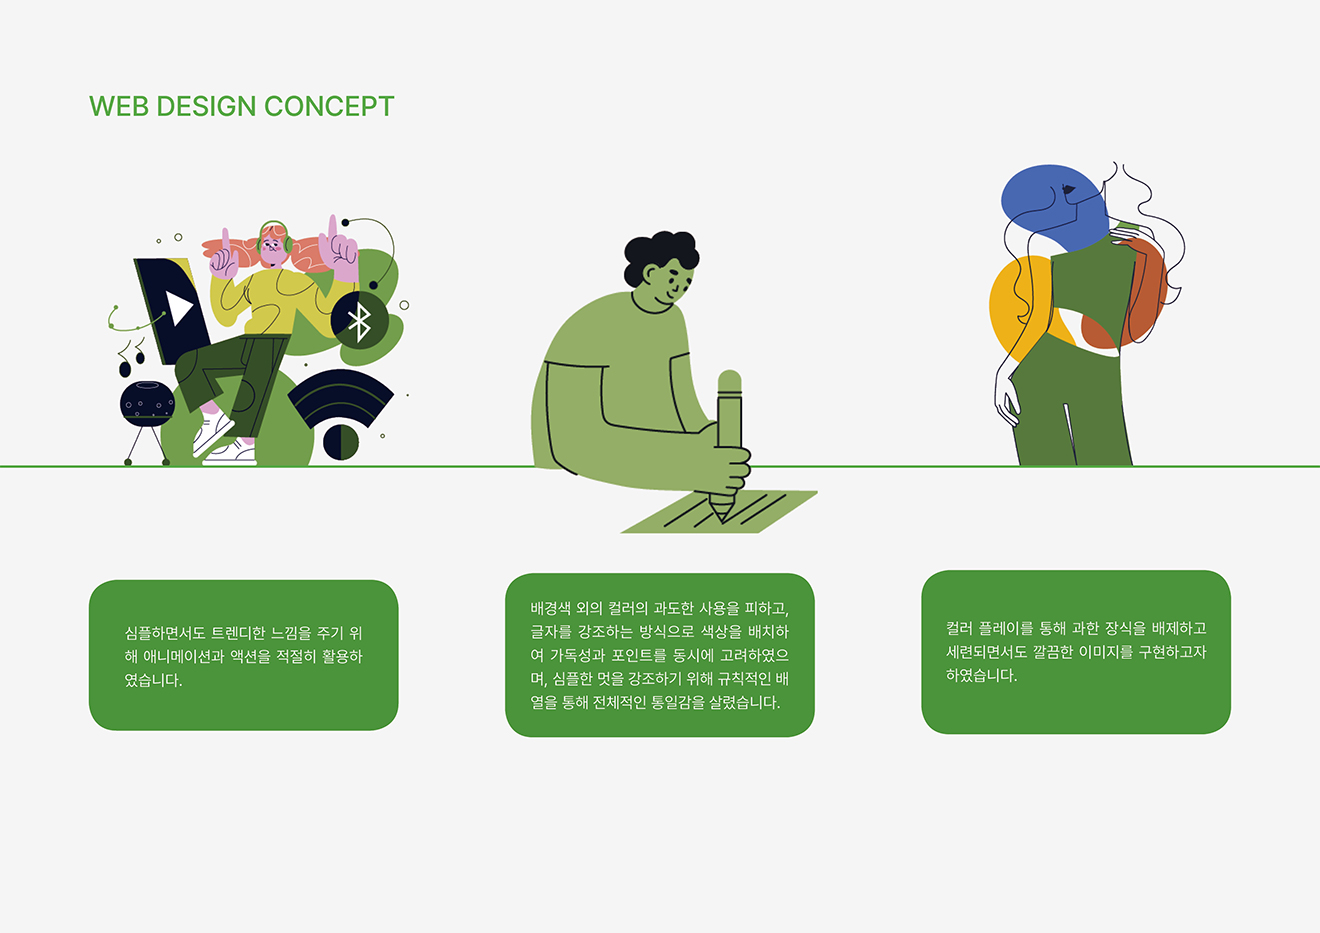 WEB DESIGN CONCEPT
심플하면서도 트렌디한 느낌을 주기 위
해 애니메이션과 액션을 적절히 활용하
였습니다.
배경색 외의 컬러의 과도한 사용을 피하고,
글자를 강조하는 방식으로 색상을 배치하
여 가독성과 포인트를 동시에 고려하였으
며, 심플한 멋을 강조하기 위해 규칙적인 배
열을 통해 전체적인 통일감을 살렸습니다.
컬러 플레이를 통해 과한 장식을 배제하고
세련되면서도 깔끔한 이미지를 구현하고자
하였습니다.